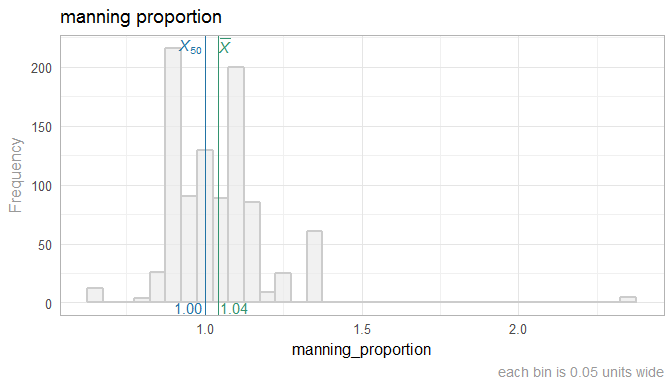 manning proportion
X50 X̅
200
150
100
50
0
Frequency
1.00 1.04
1.0 1.5 2.0
manning_proportion
each bin is 0.05 units wide